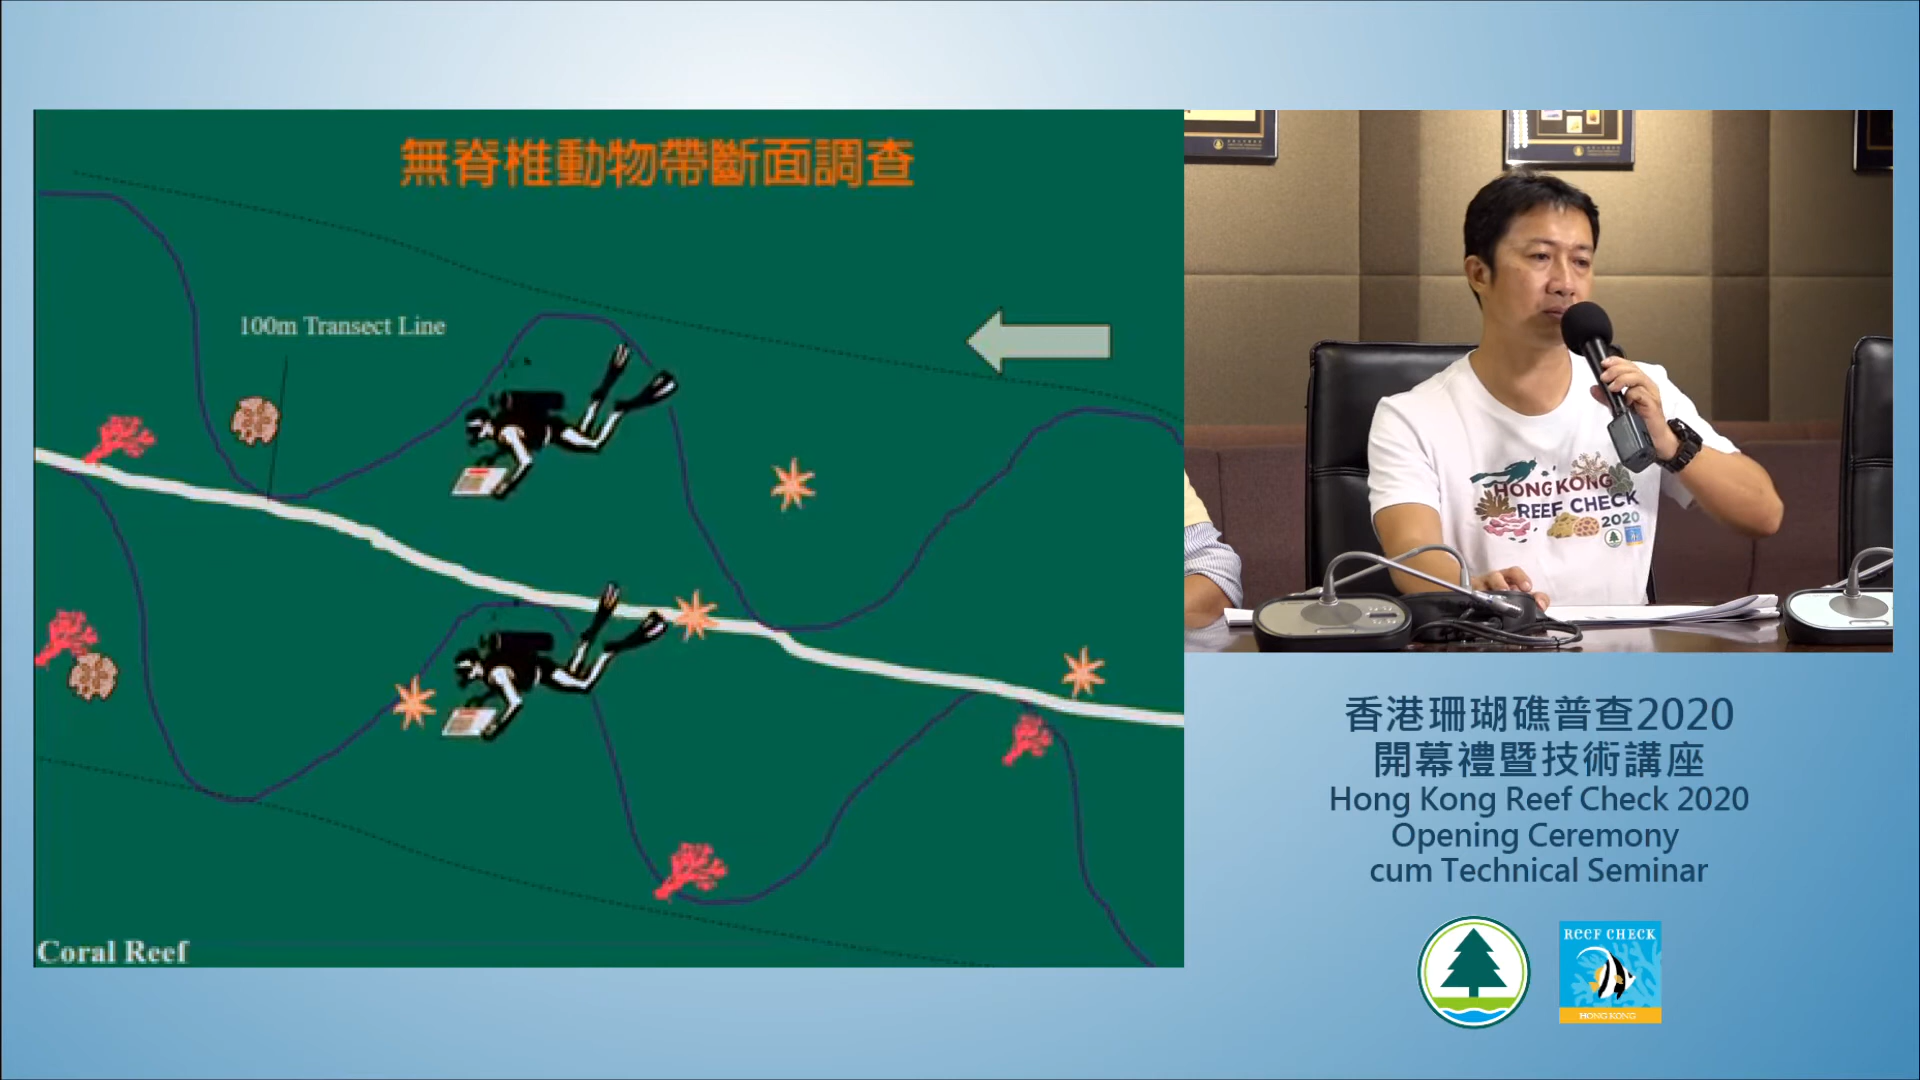 無脊椎動物帶斷面調查
100m Transect Line
Coral Reef
HONG KONG
REEF CHECK
2020
香港珊瑚礁普查2020
開幕禮暨技術講座
Hong Kong Reef Check 2020
Opening Ceremony
cum Technical Seminar
REEF CHECK
HONG KONG